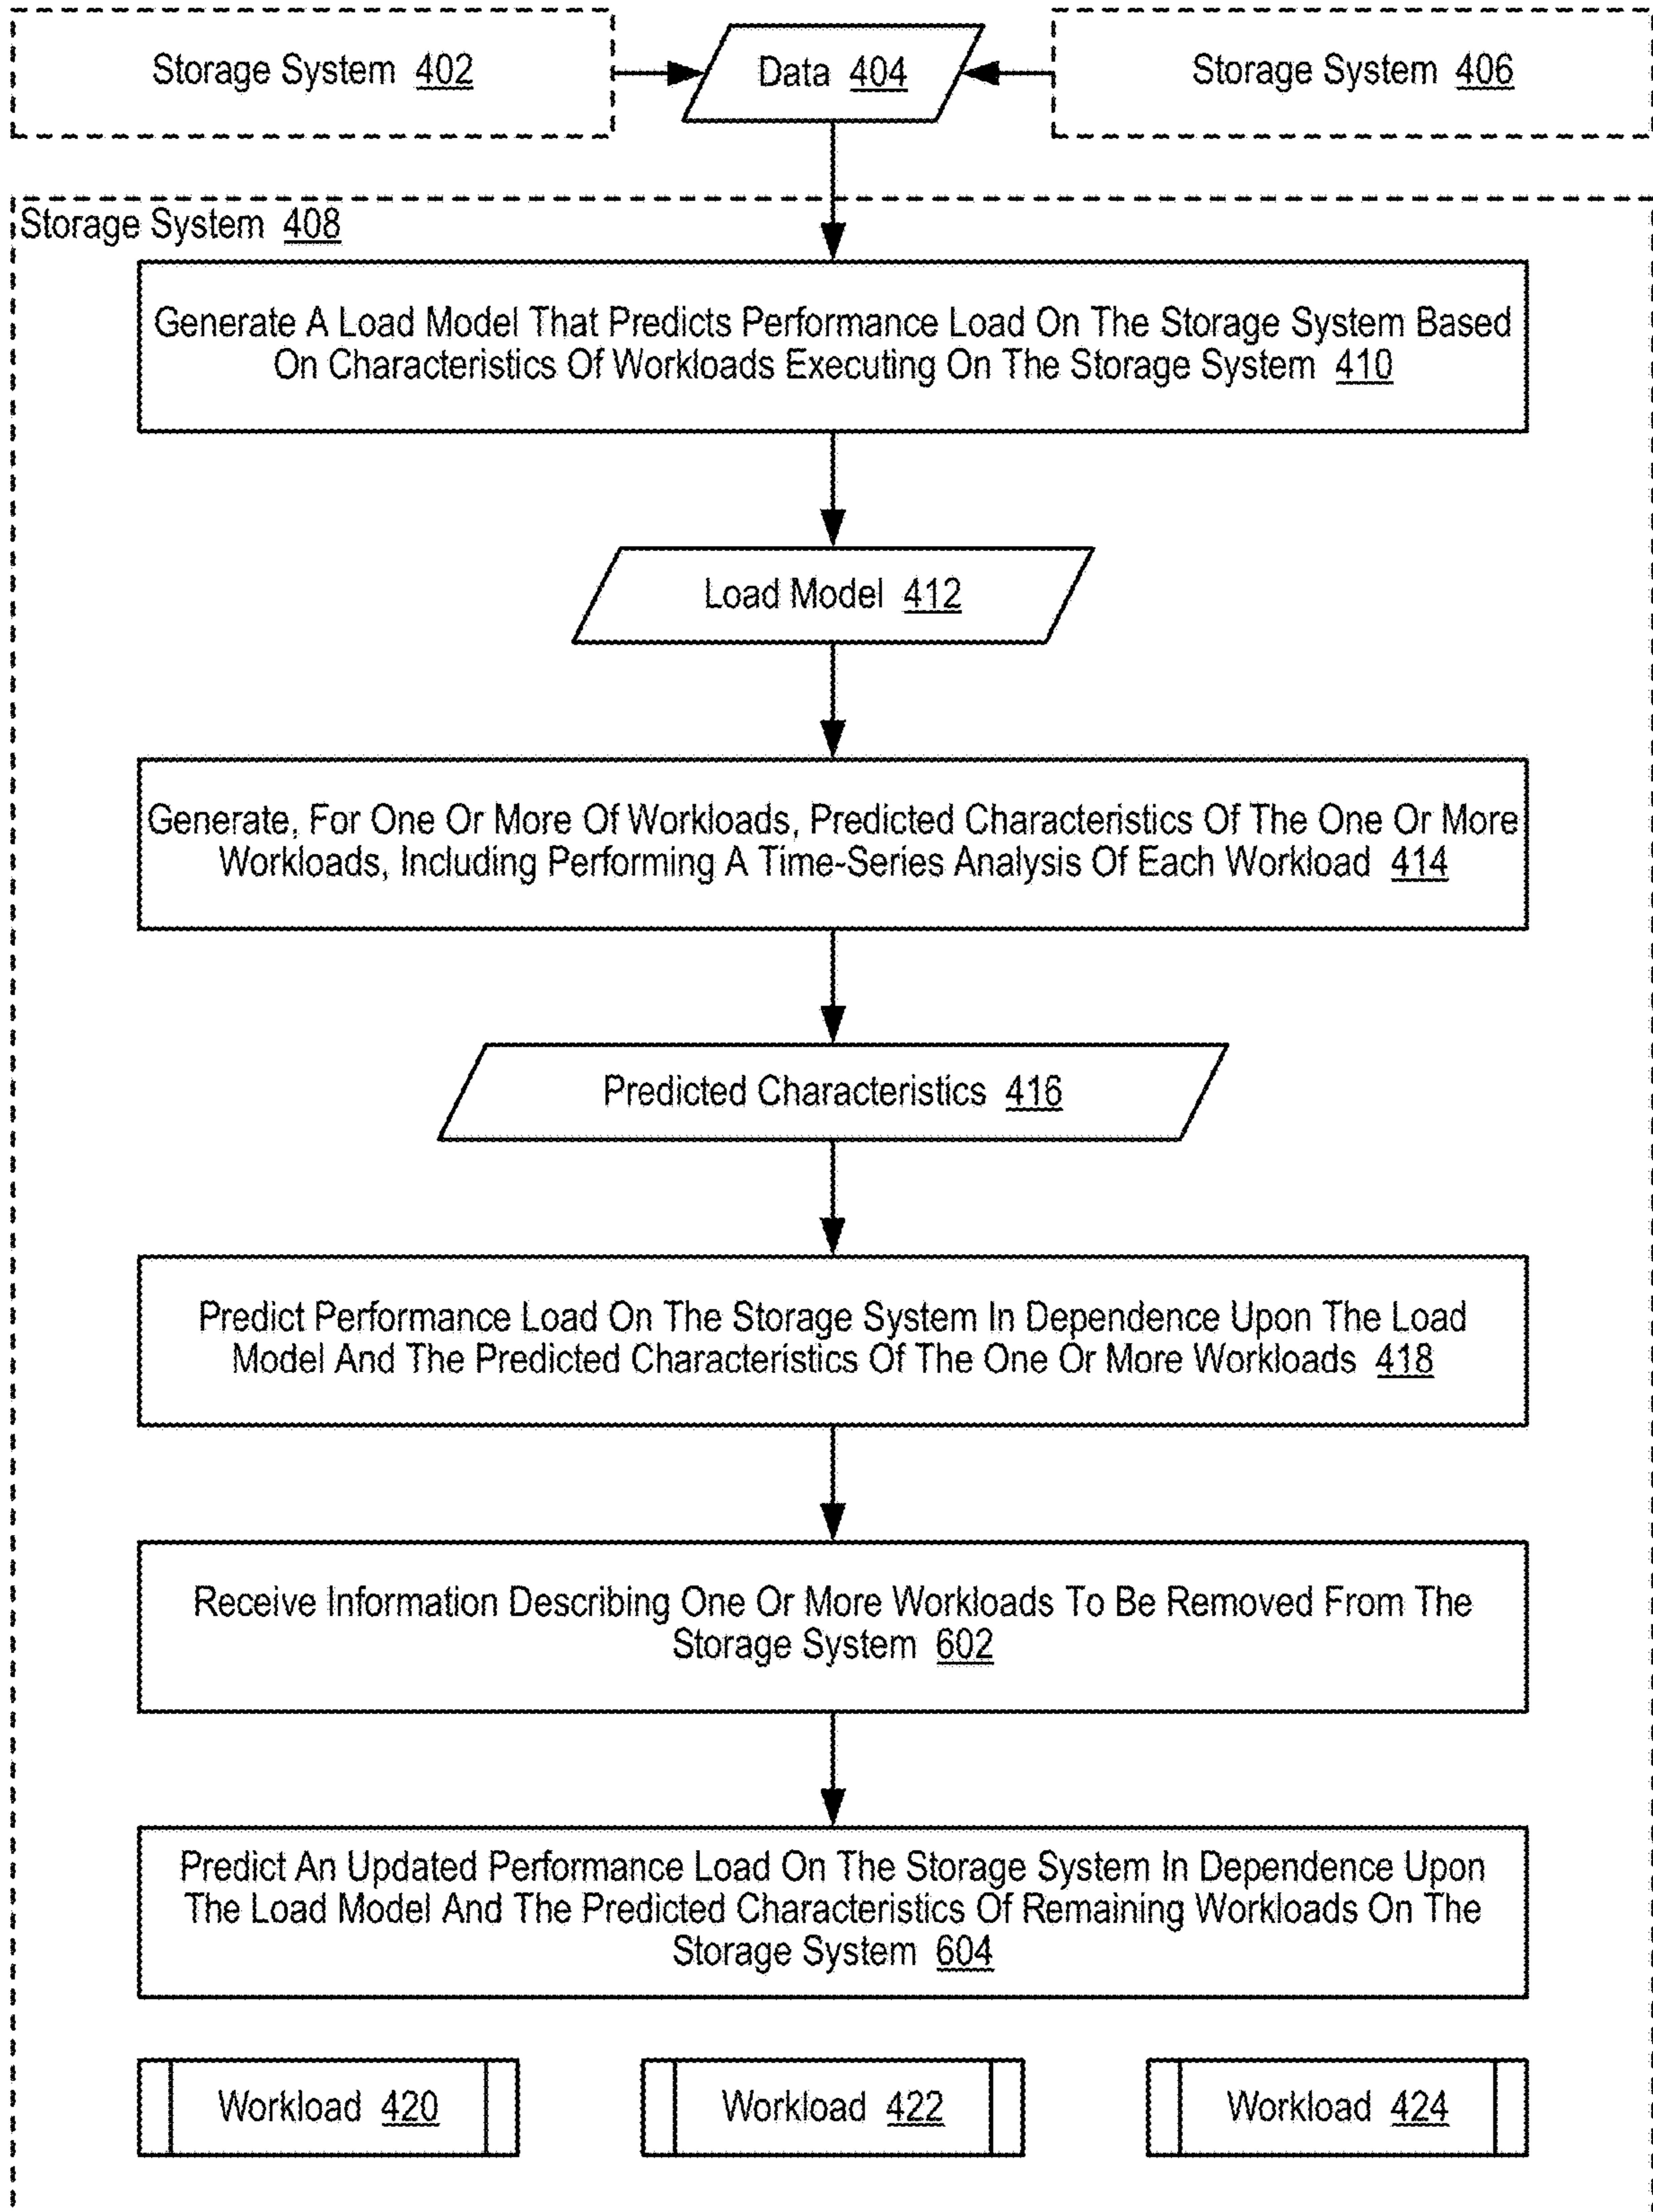 Storage System 402
Data 404
Storage System 406
Storage System 408
Generate A Load Model That Predicts Performance Load On The Storage System Based
On Characteristics Of Workloads Executing On The Storage System 410
Load Model 412
Generate, For One Or More Of Workloads, Predicted Characteristics Of The One Or More
Workloads, Including Performing A Time-Series Analysis Of Each Workload 414
Predicted Characteristics 416
Predict Performance Load On The Storage System In Dependence Upon The Load
Model And The Predicted Characteristics Of The One Or More Workloads 418
Receive Information Describing One Or More Workloads To Be Removed From The
Storage System 602
Predict An Updated Performance Load On The Storage System In Dependence Upon
The Load Model And The Predicted Characteristics Of Remaining Workloads On The
Storage System 604
Workload 420
Workload 422
Workload 424